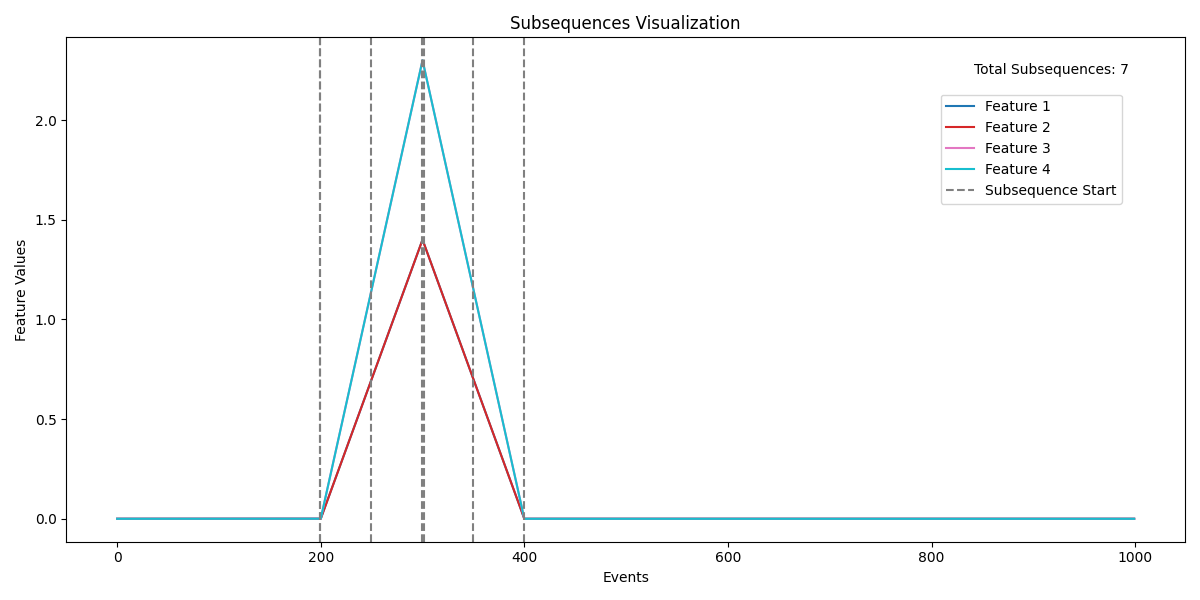 Subsequences Visualization
Total Subsequences: 7
Feature 1
Feature 2
Feature 3
Feature 4
Subsequence Start
Feature Values
2.0
1.5
1.0
0.5
0.0
0 200 400 600 800 1000
Events